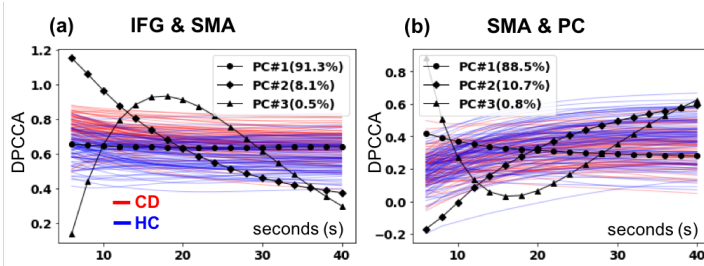 (a) IFG & SMA
1.2
1.0
0.8
0.6
0.4
0.2
DPCCA
PC#1(91.3%)
PC#2(8.1%)
PC#3(0.5%)
CD
HC
seconds (s)
10 20 30 40
(b) SMA & PC
0.8
0.6
0.4
0.2
0.0
−0.2
DPCCA
PC#1(88.5%)
PC#2(10.7%)
PC#3(0.8%)
seconds (s)
10 20 30 40